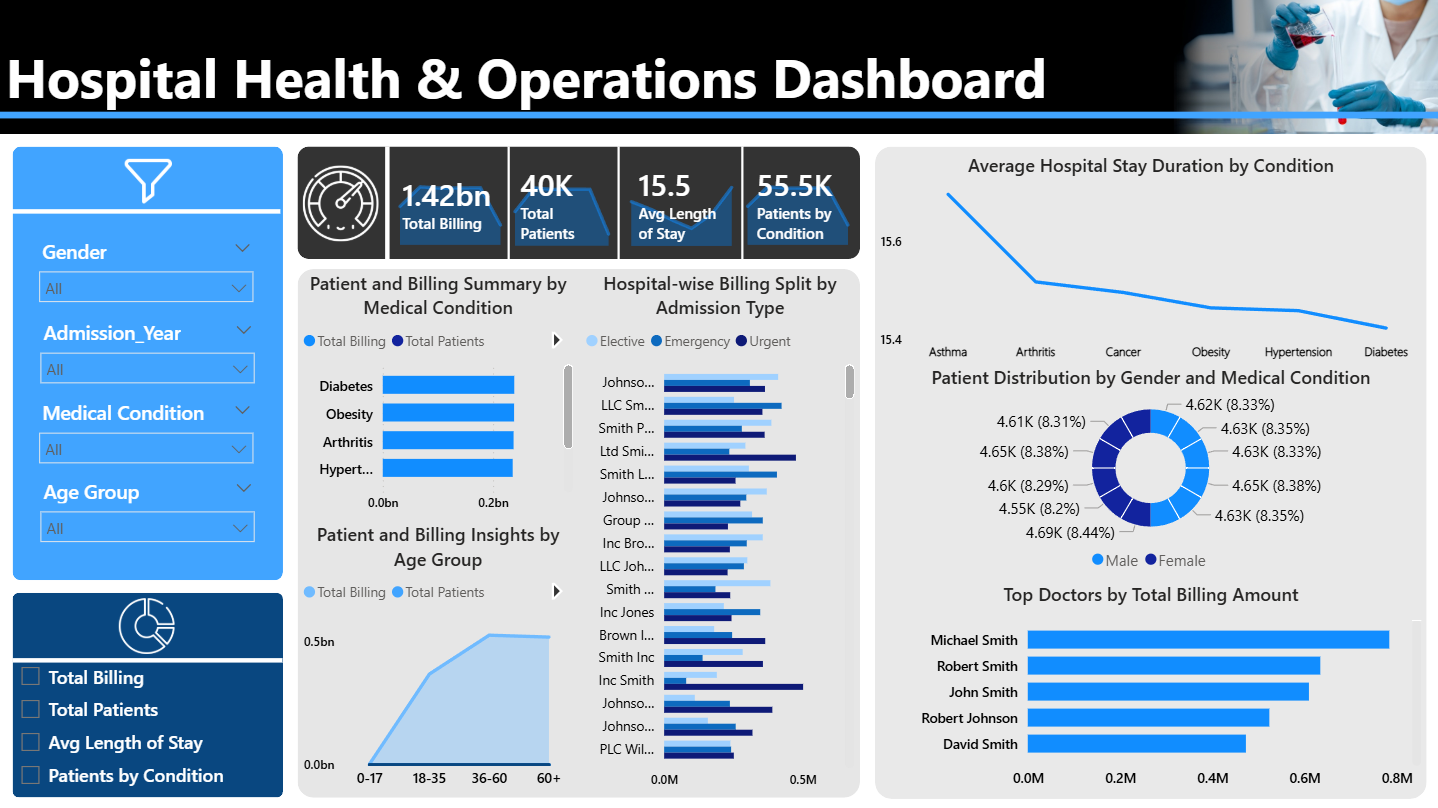 Hospital Health & Operations Dashboard
Gender
All
Admission_Year
All
Medical Condition
All
Age Group
All
Total Billing
Total Patients
Avg Length of Stay
Patients by Condition
1.42bn
Total Billing
40K
Total
Patients
15.5
Avg Length
of Stay
55.5K
Patients by
Condition
Patient and Billing Summary by
Medical Condition
Total Billing Total Patients
Diabetes
Obesity
Arthritis
Hypert...
0.0bn 0.2bn
Patient and Billing Insights by
Age Group
Total Billing Total Patients
0.5bn
0.0bn
0-17 18-35 36-60 60+
Hospital-wise Billing Split by
Admission Type
Elective Emergency Urgent
Johnso...
LLC Sm...
Smith P...
Ltd Smi...
Smith L...
Johnso...
Group ...
Inc Bro...
LLC Joh...
Smith ...
Inc Jones
Brown I...
Smith Inc
Inc Smith
Johnso...
Johnso...
PLC Wil...
0.0M 0.5M
Average Hospital Stay Duration by Condition
15.6
15.4
Asthma Arthritis Cancer Obesity Hypertension Diabetes
Patient Distribution by Gender and Medical Condition
4.62K (8.33%)
4.61K (8.31%)
4.63K (8.35%)
4.65K (8.38%)
4.63K (8.33%)
4.6K (8.29%)
4.65K (8.38%)
4.55K (8.2%)
4.63K (8.35%)
4.69K (8.44%)
Male Female
Top Doctors by Total Billing Amount
Michael Smith
Robert Smith
John Smith
Robert Johnson
David Smith
0.0M 0.2M 0.4M 0.6M 0.8M